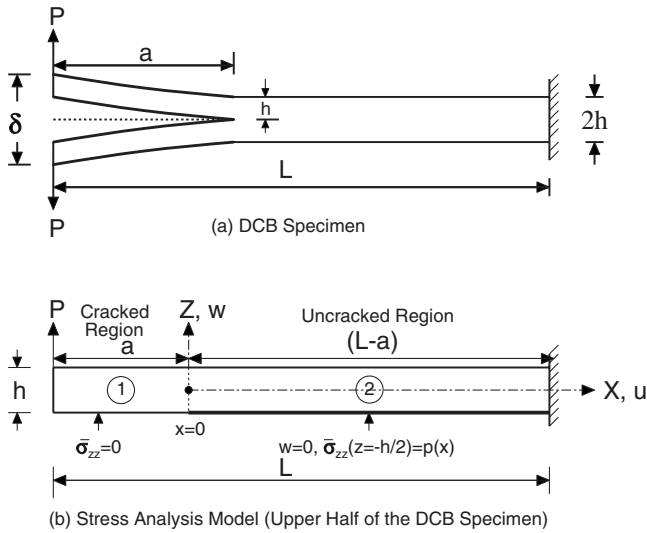 P
a
δ
h
2h
L
P
(a) DCB Specimen
P
Cracked Region
Z, w
Uncracked Region
a
(L-a)
h
1
2
X, u
x=0
σ̄zz=0
w=0, σ̄zz(z=-h/2)=p(x)
L
(b) Stress Analysis Model (Upper Half of the DCB Specimen)